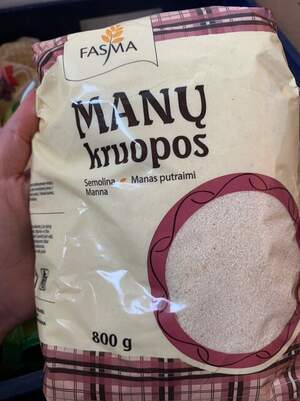 FASMA
MANŲ
kruopos
Semolina Manas putraimi
Manna
800 g